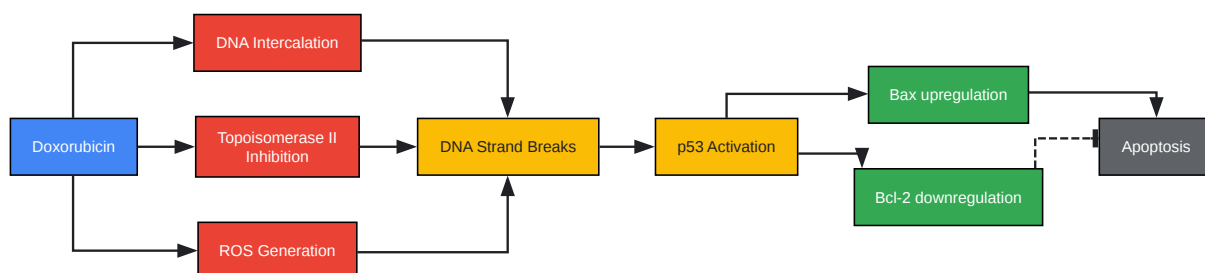 DNA Intercalation
Bax upregulation
Doxorubicin
Topoisomerase II
Inhibition
DNA Strand Breaks
p53 Activation
Apoptosis
Bcl-2 downregulation
ROS Generation